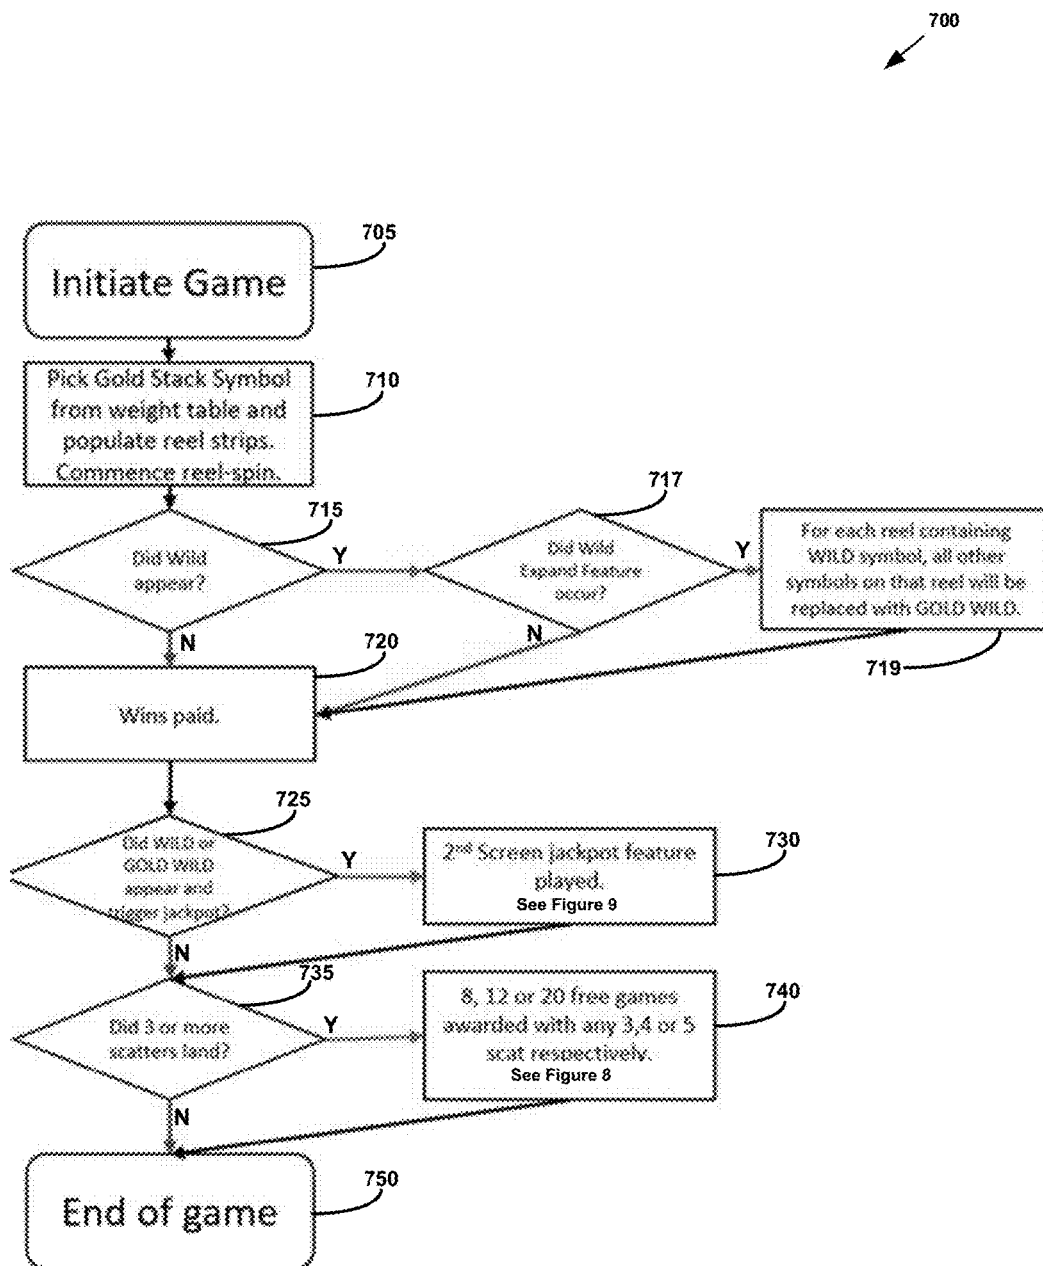 700
705
Initiate Game
Pick Gold Stack Symbol
from weight table and
populate reel strips.
Commence reel-spin.
710
715
Did Wild
appear?
Y
717
Did Wild
Expand Feature
occur?
Y
For each reel containing
WILD symbol, all other
symbols on that reel will be
replaced with GOLD WILD.
719
N
N
720
Wins paid.
725
Did WILD or
GOLD WILD
appear and
trigger jackpot?
Y
2nd Screen jackpot feature
played.
See Figure 9
730
N
735
Did 3 or more
scatters land?
Y
8, 12 or 20 free games
awarded with any 3,4 or 5
scat respectively.
See Figure 8
740
N
End of game
750